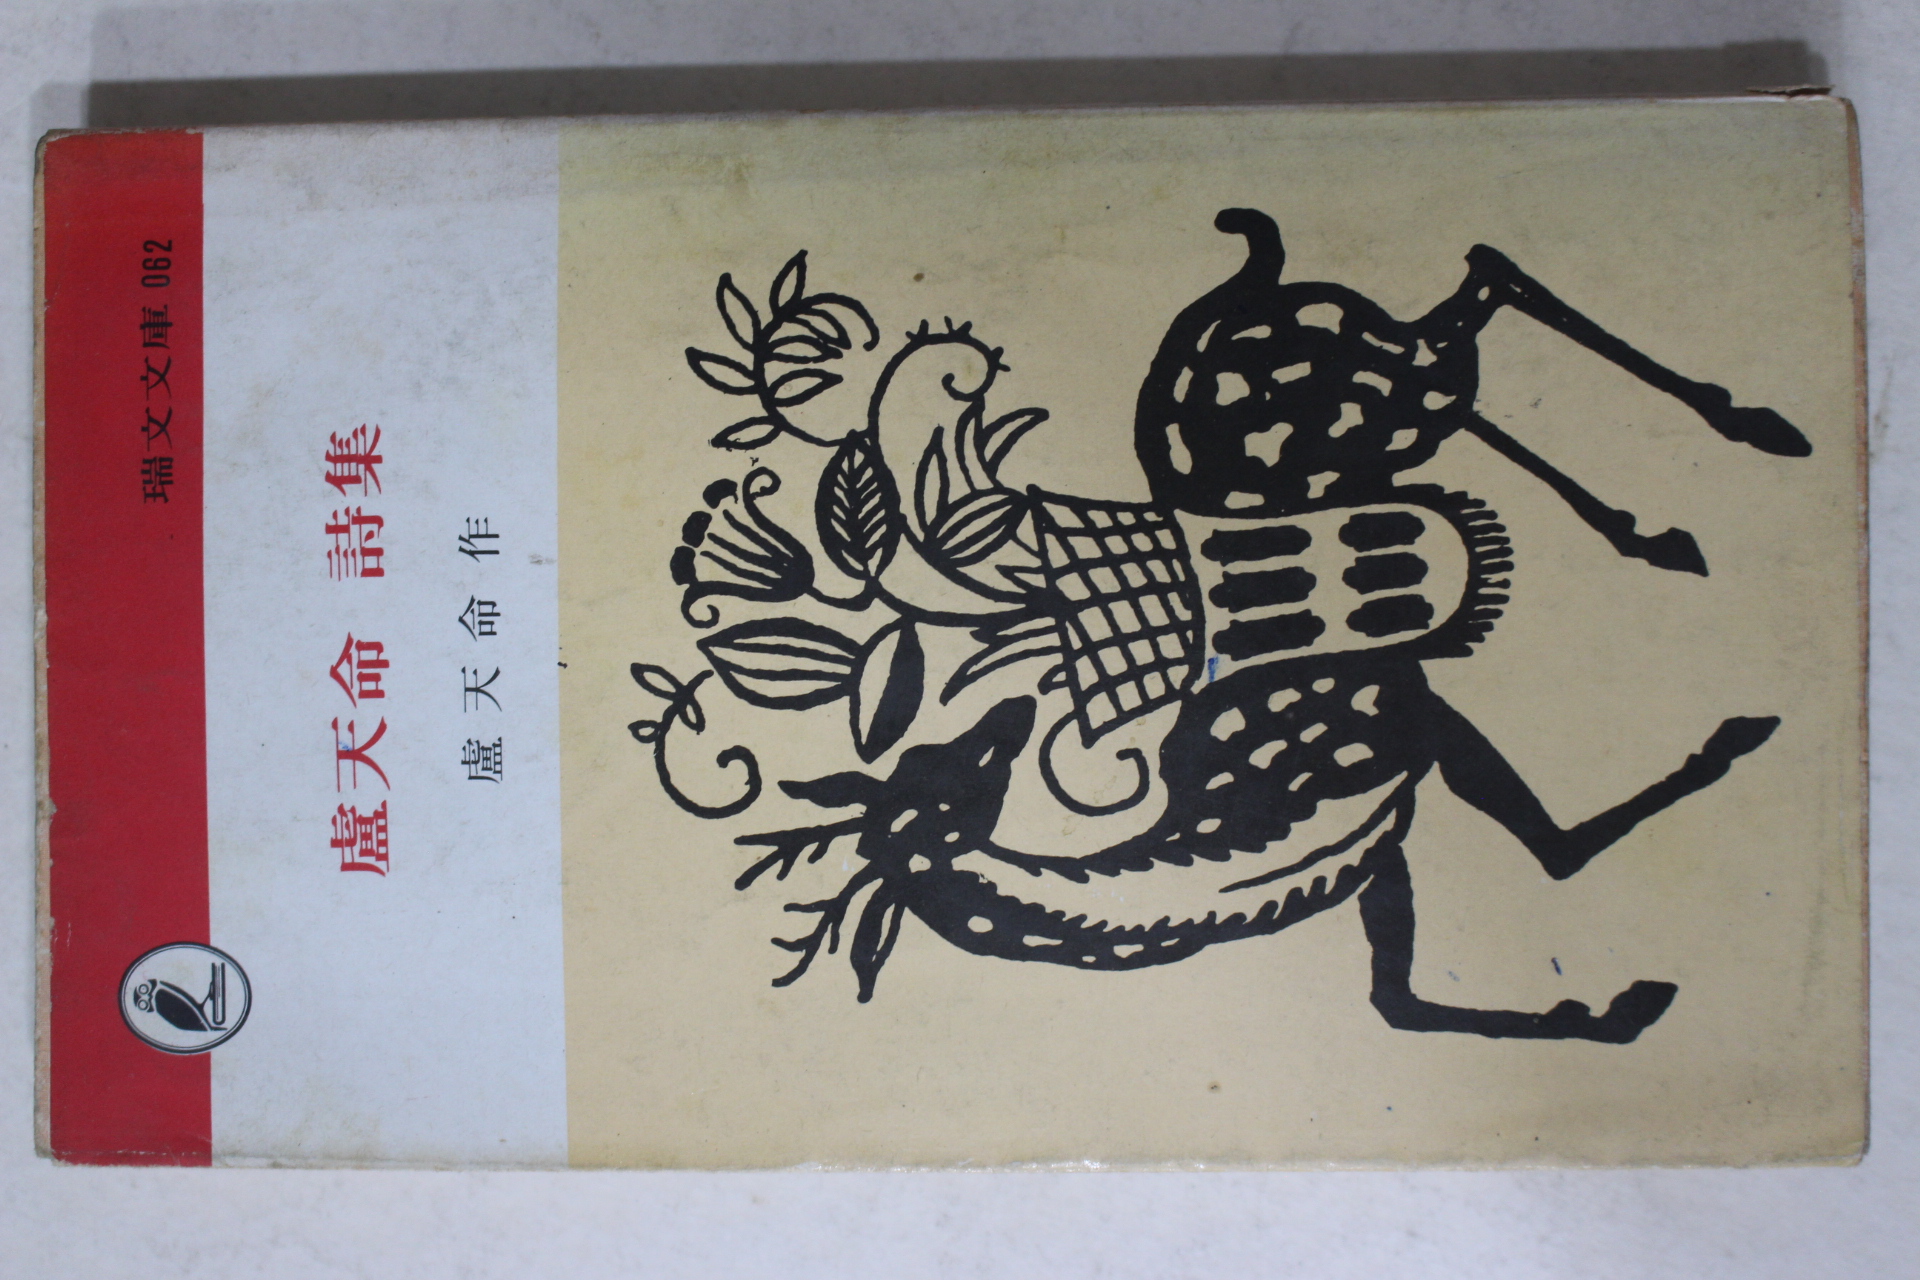 瑞文文庫 062
盧天命 詩集
盧天命 作